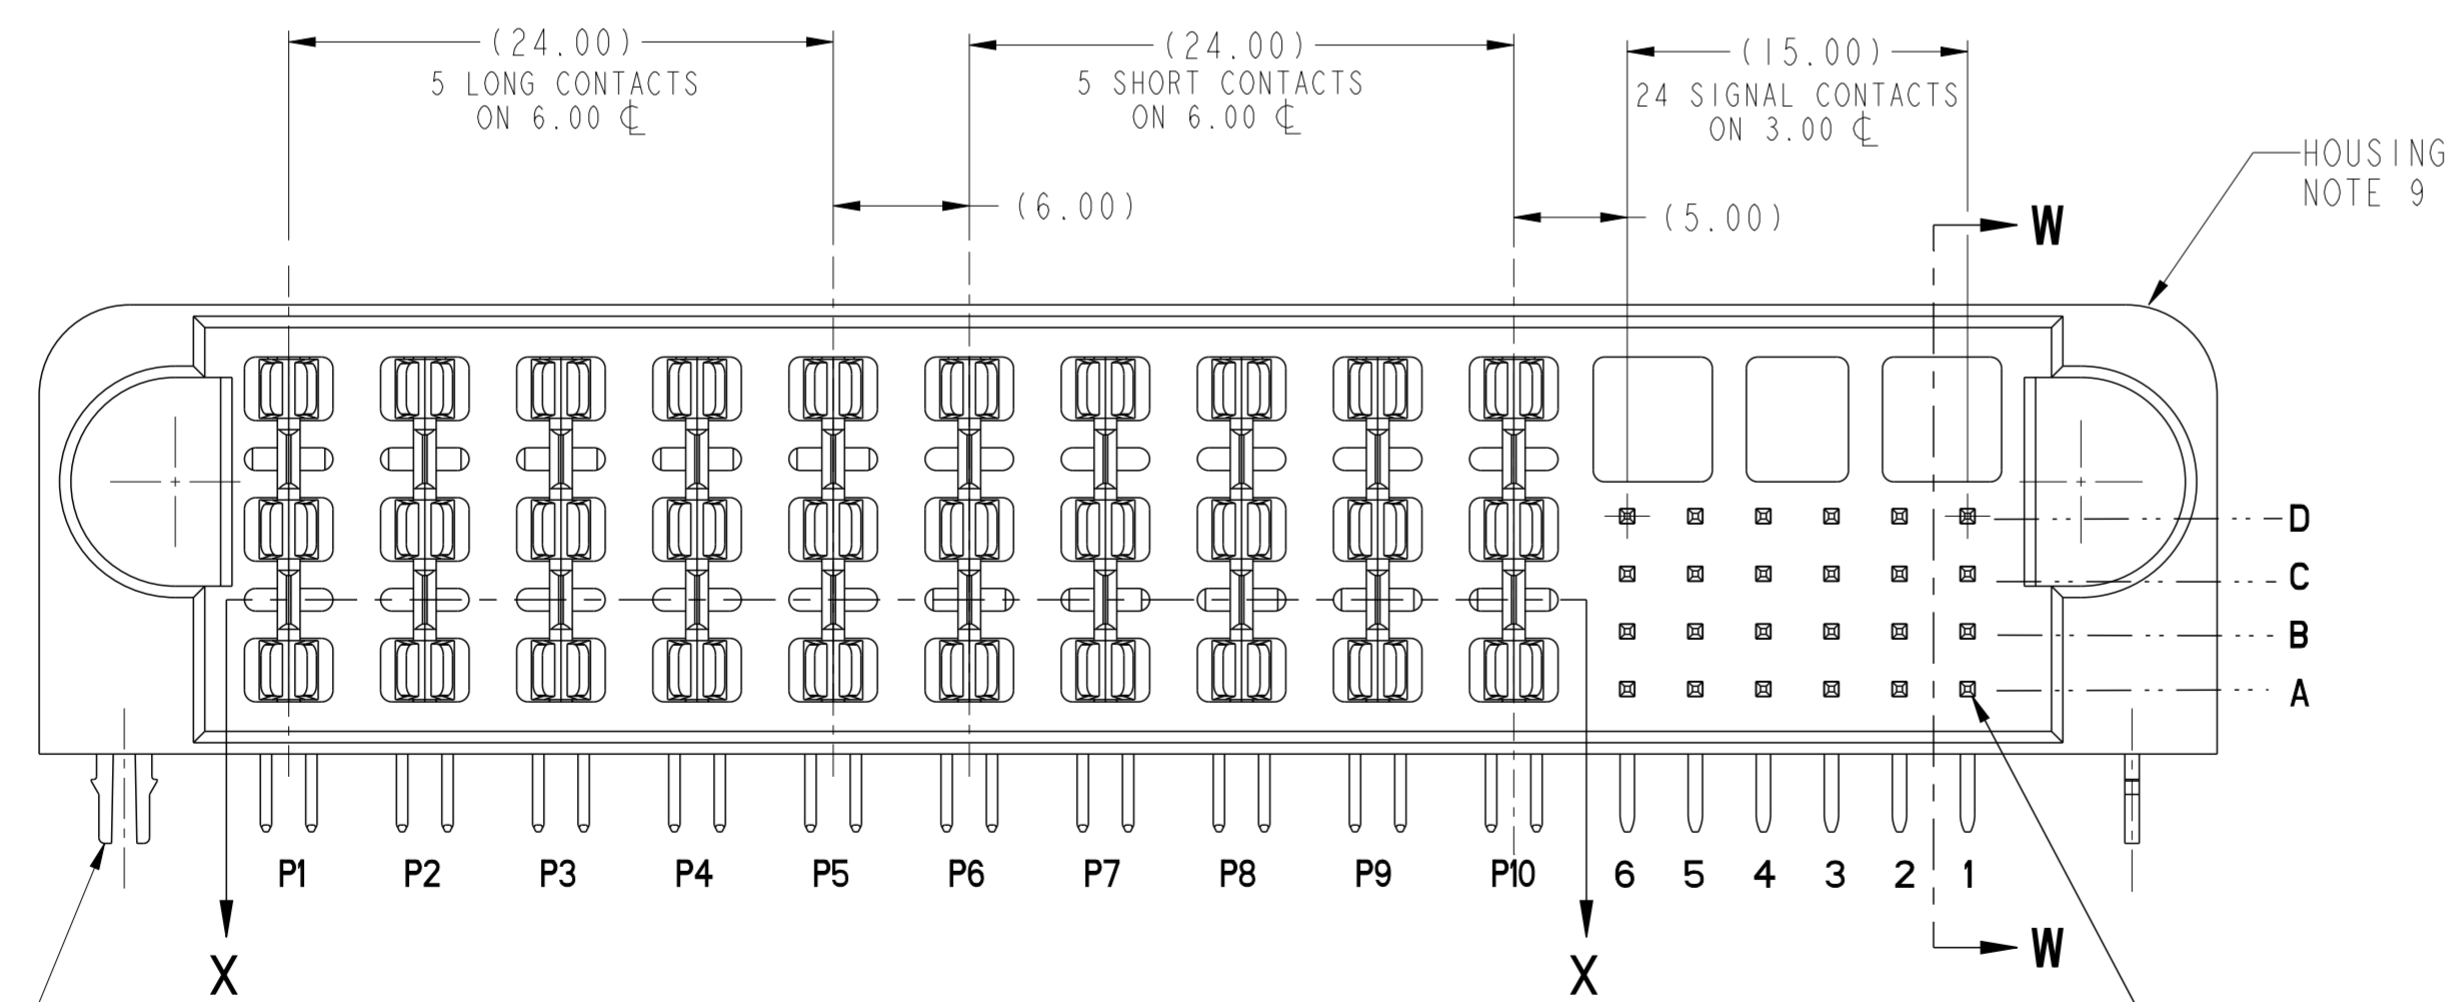 (24.00)
5 LONG CONTACTS
ON 6.00 ℄
(24.00)
5 SHORT CONTACTS
ON 6.00 ℄
(15.00)
24 SIGNAL CONTACTS
ON 3.00 ℄
HOUSING
NOTE 9
(6.00)
(5.00)
W
D
C
B
A
P1 P2 P3 P4 P5 P6 P7 P8 P9 P10 6 5 4 3 2 1
X
X
W